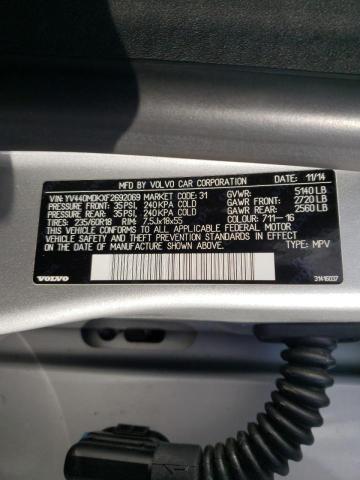 MFD BY VOLVO CAR CORPORATION 11/14
VIN: YV440MDKXF2692069 MARKET CODE: 31 GVWR: 5140 LB
PRESSURE FRONT: 35PSI, 240KPA COLD GAWR FRONT: 2720 LB
PRESSURE REAR: 35PSI, 240KPA COLD GAWR REAR: 2560 LB
TIRES: 235/60R18 RIM: 7,5Jx18x55 COLOUR: 711-16
THIS VEHICLE CONFORMS TO ALL APPLICABLE FEDERAL MOTOR
VEHICLE SAFETY AND THEFT PREVENTION STANDARDS IN EFFECT
ON THE DATE OF MANUFACTURE SHOWN ABOVE. TYPE: MPV
VOLVO 31416037